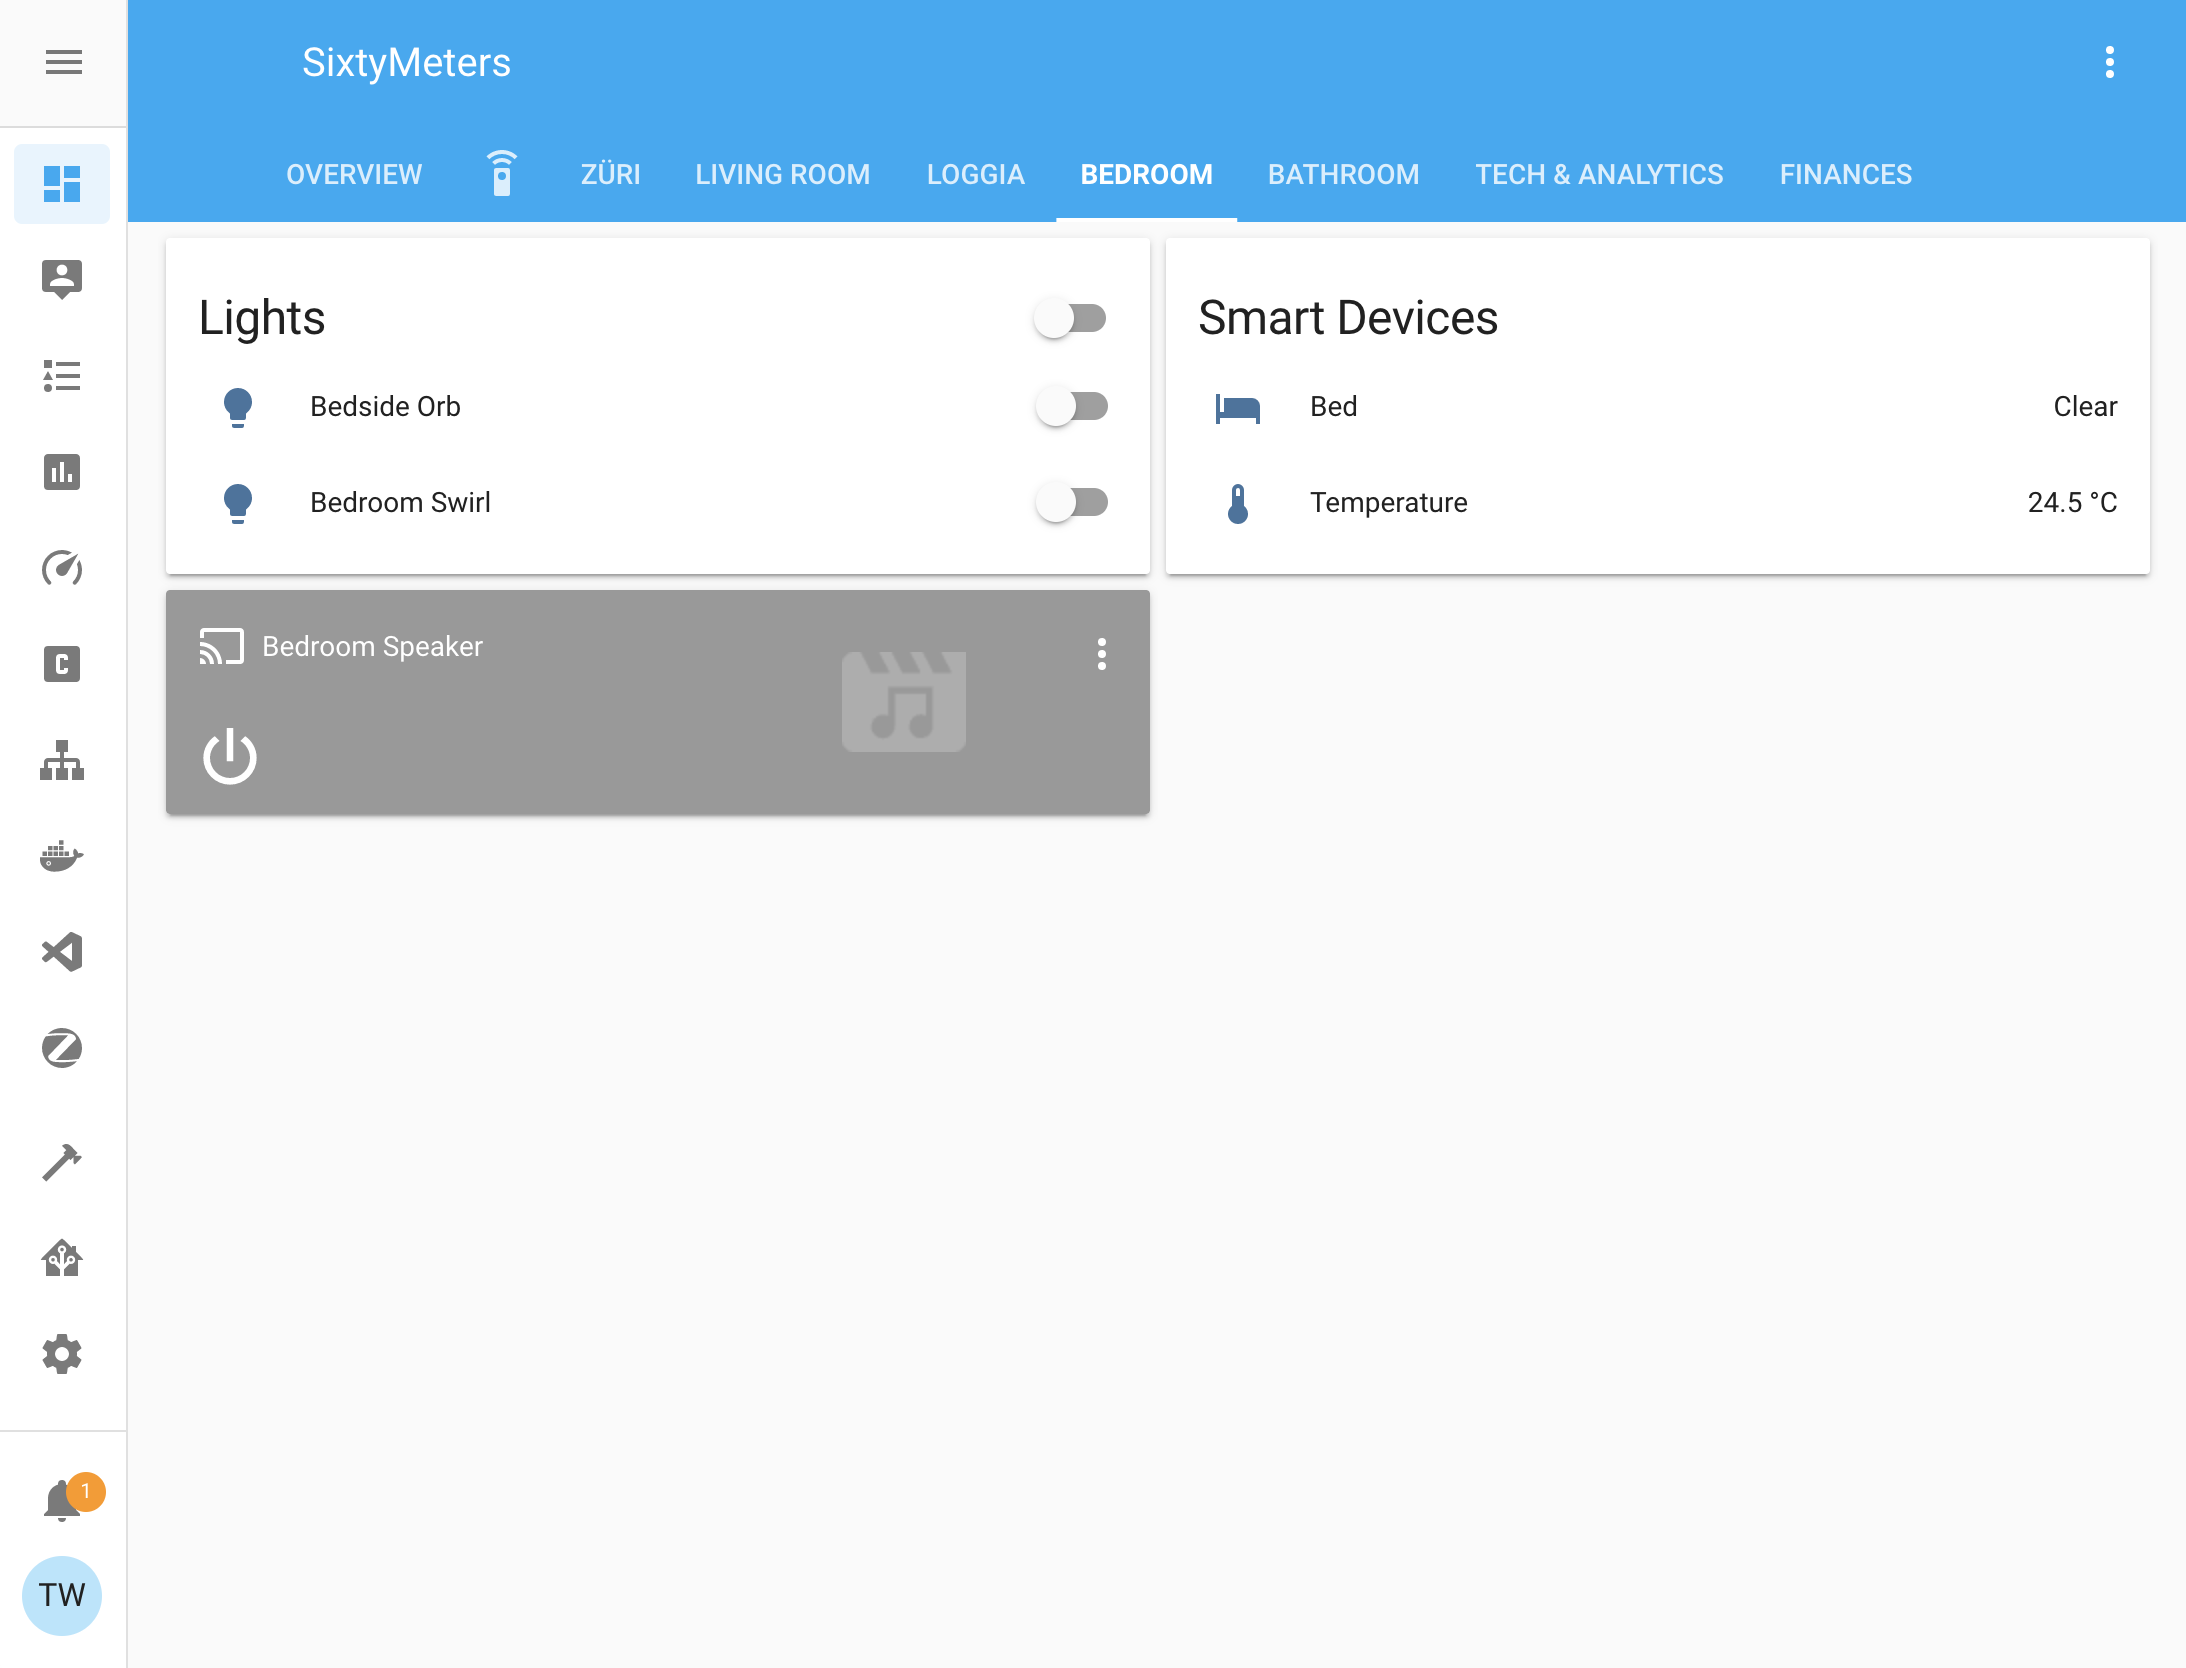 SixtyMeters
OVERVIEW ZÜRI LIVING ROOM LOGGIA BEDROOM BATHROOM TECH & ANALYTICS FINANCES
Lights
Bedside Orb
Bedroom Swirl
Smart Devices
Bed Clear
Temperature 24.5 °C
Bedroom Speaker
C
1
TW